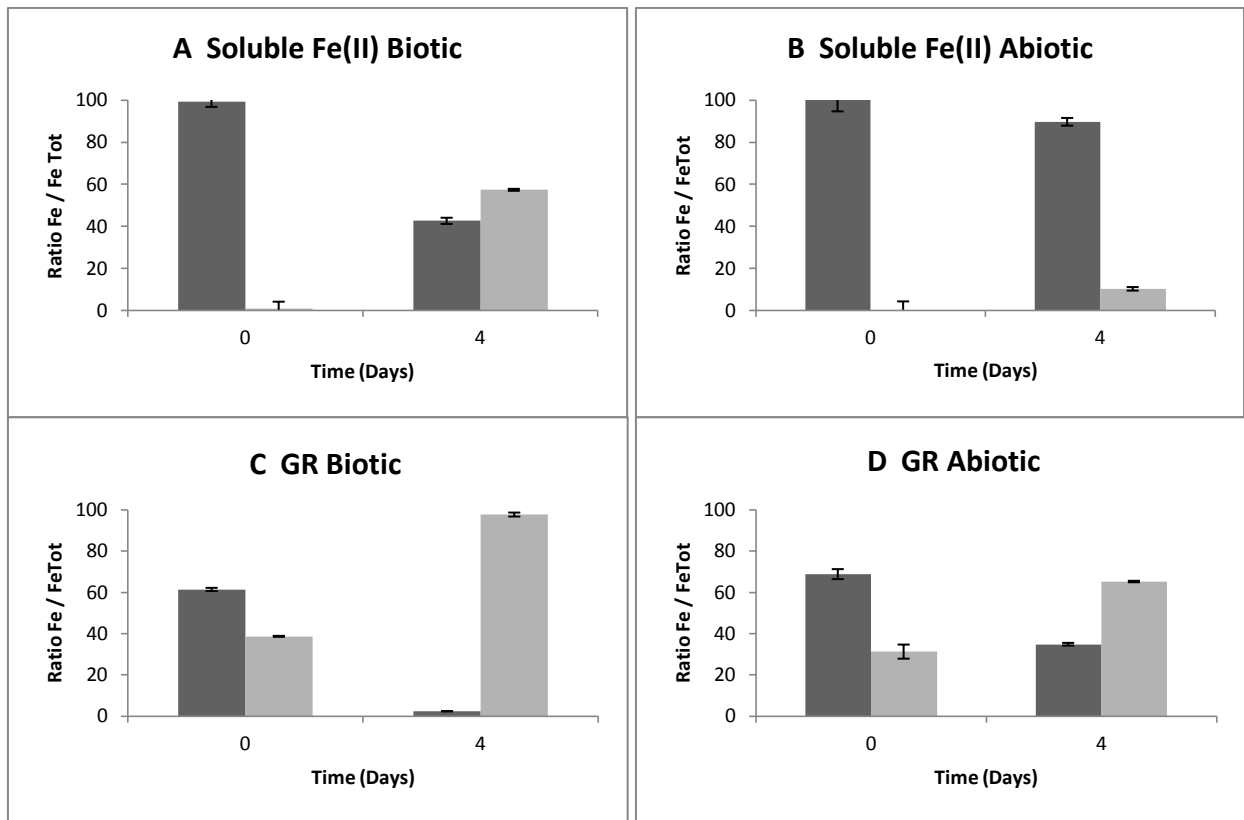 A Soluble Fe(II) Biotic
100
80
60
40
20
0
Ratio Fe / Fe Tot
0 4
Time (Days)
B Soluble Fe(II) Abiotic
100
80
60
40
20
0
Ratio Fe / FeTot
0 4
Time (Days)
C GR Biotic
100
80
60
40
20
0
Ratio Fe / FeTot
0 4
Time (Days)
D GR Abiotic
100
80
60
40
20
0
Ratio Fe / FeTot
0 4
Time (Days)